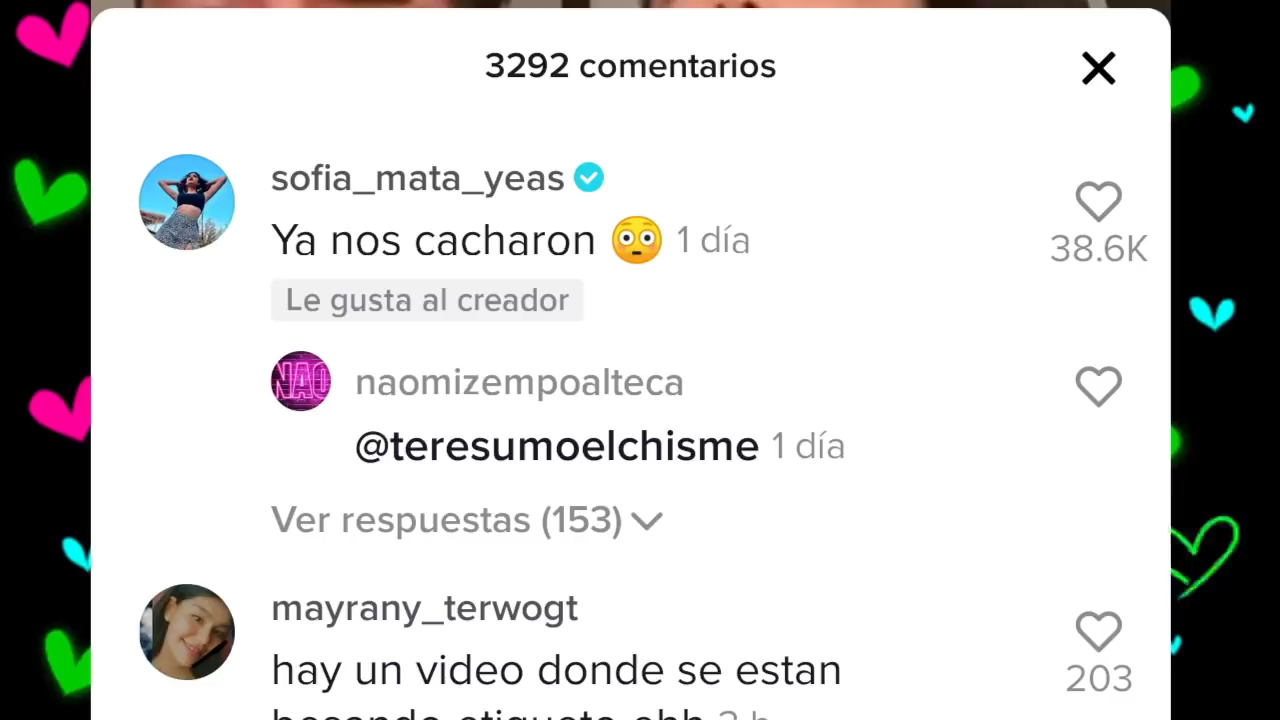 3292 comentarios
sofia_mata_yeas
Ya nos cacharon 1 día
38.6K
Le gusta al creador
NAO
naomizempoalteca
@teresumoelchisme 1 día
Ver respuestas (153)
mayrany_terwogt
hay un video donde se estan
203